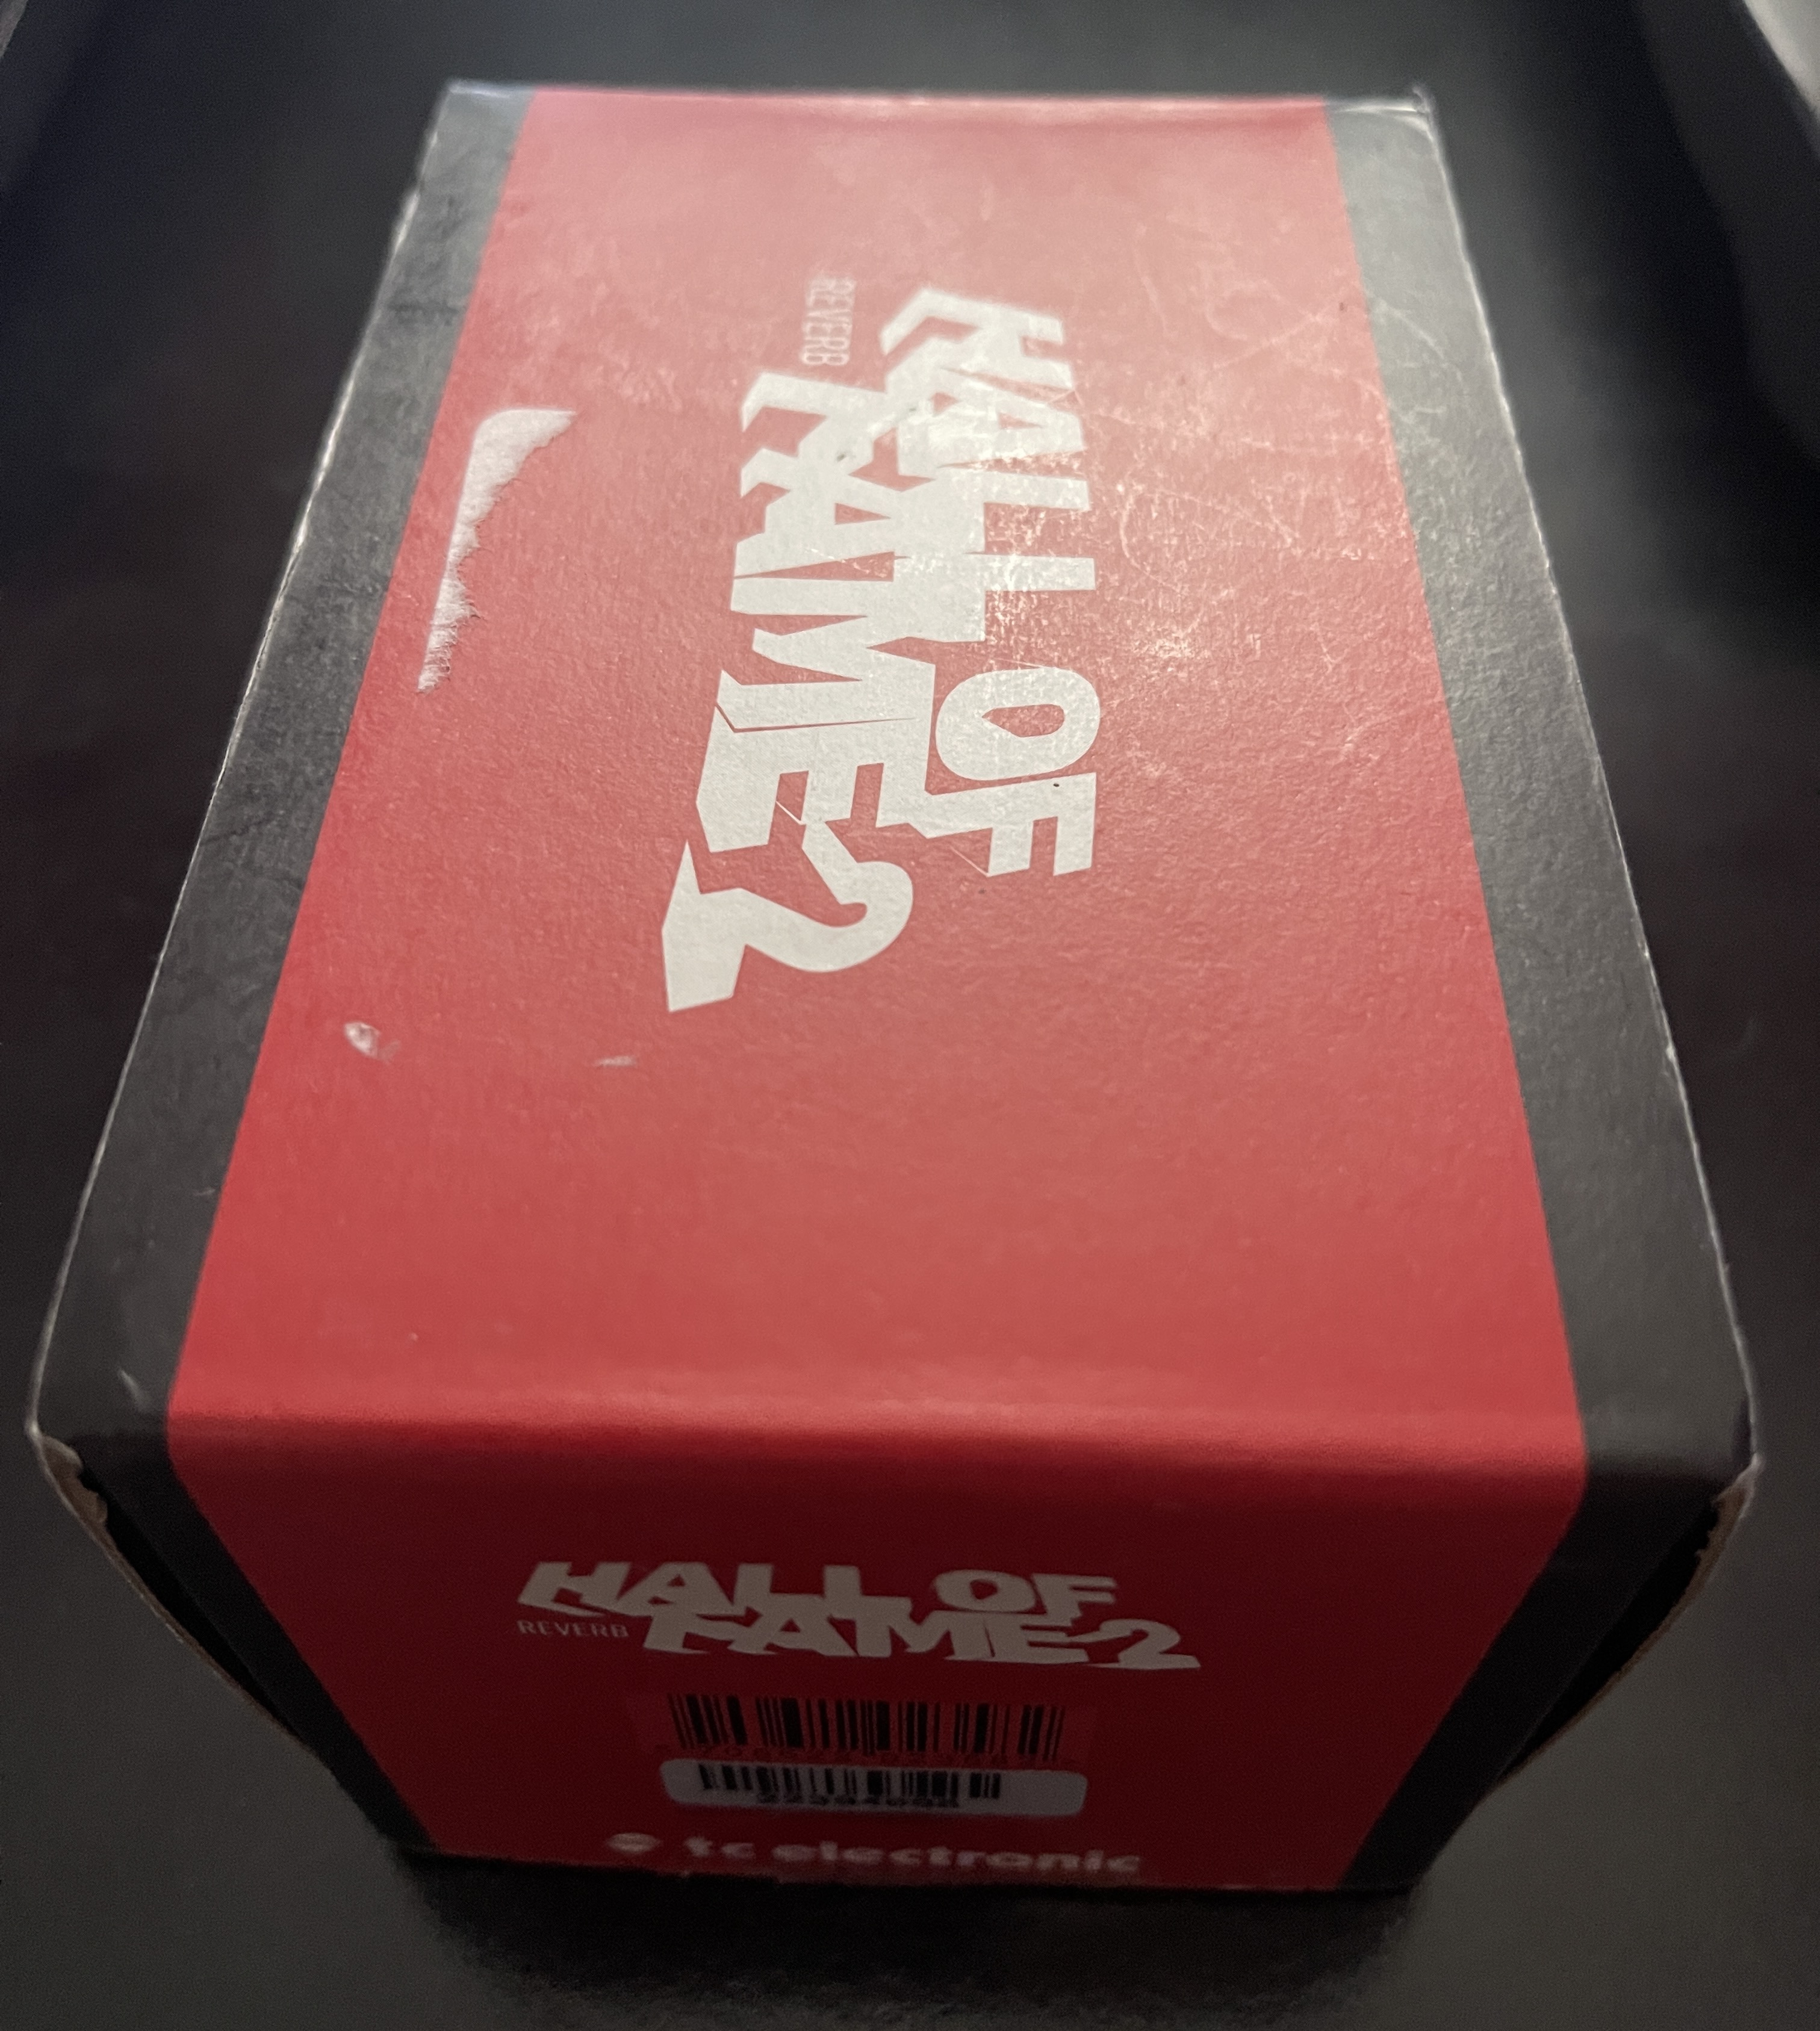 HALL OF
REVERB FAME 2
HALL OF
REVERB FAME 2
tc electronic